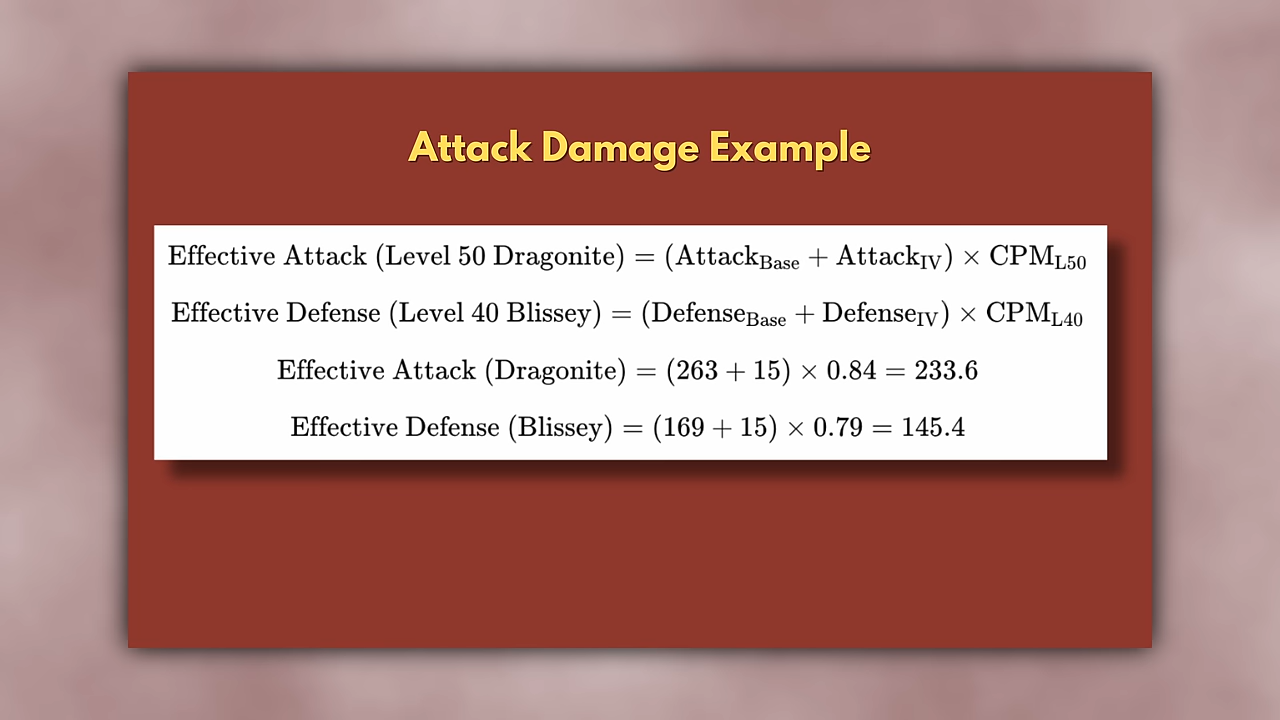 Attack Damage Example
Effective Attack (Level 50 Dragonite) = (Attack_Base + Attack_IV) × CPM_L50
Effective Defense (Level 40 Blissey) = (Defense_Base + Defense_IV) × CPM_L40
Effective Attack (Dragonite) = (263 + 15) × 0.84 = 233.6
Effective Defense (Blissey) = (169 + 15) × 0.79 = 145.4